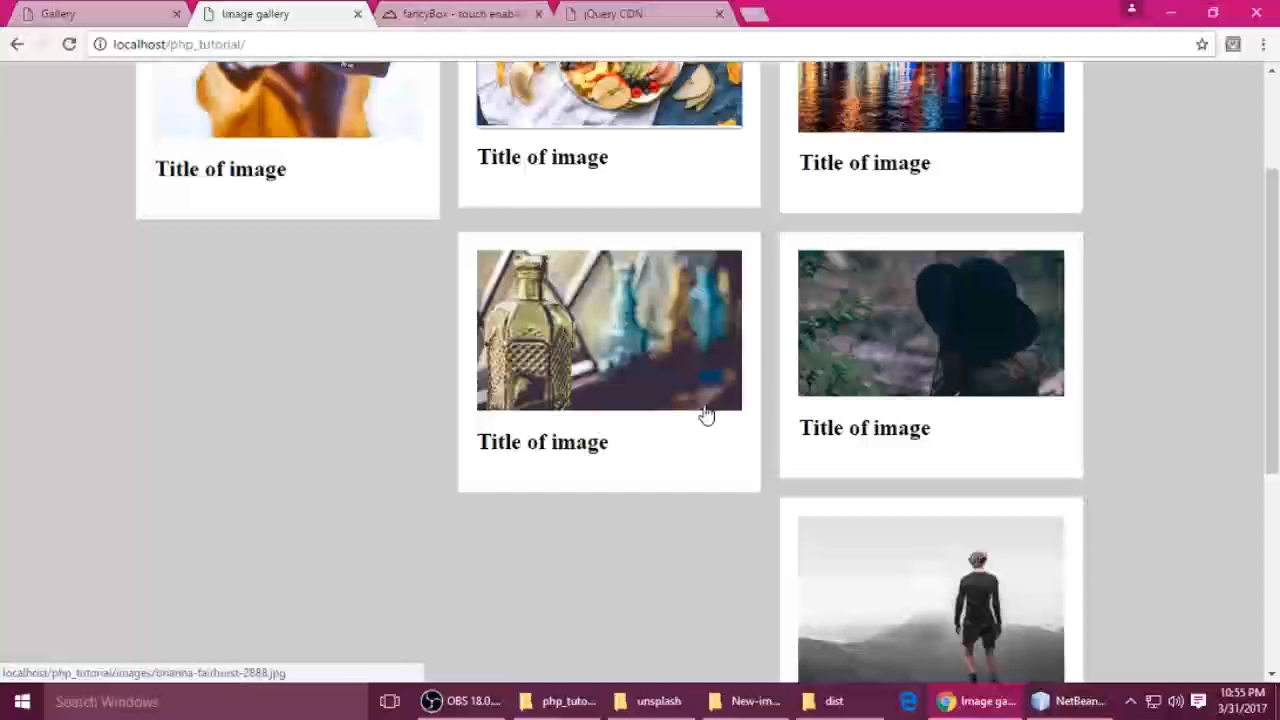 Gallery
Image gallery
fancyBox - touch enab
jQuery CDN
localhost/php_tutorial/
Title of image
Title of image
Title of image
Title of image
Title of image
localhost/php_tutorial/images/brianna-fairhurst-2888.jpg
Search Windows
OBS 18.0....
php_tuto...
unsplash
New-im...
dist
Image ga...
NetBean...
10:55 PM
3/31/2017